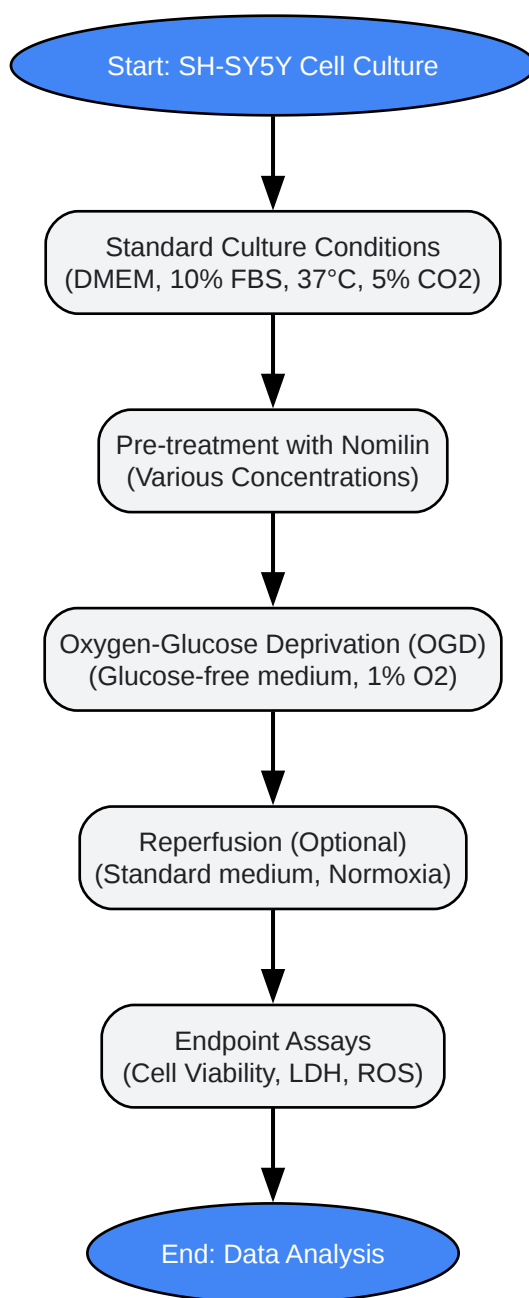 Start: SH-SY5Y Cell Culture
Standard Culture Conditions
(DMEM, 10% FBS, 37°C, 5% CO2)
Pre-treatment with Nomilin
(Various Concentrations)
Oxygen-Glucose Deprivation (OGD)
(Glucose-free medium, 1% O2)
Reperfusion (Optional)
(Standard medium, Normoxia)
Endpoint Assays
(Cell Viability, LDH, ROS)
End: Data Analysis